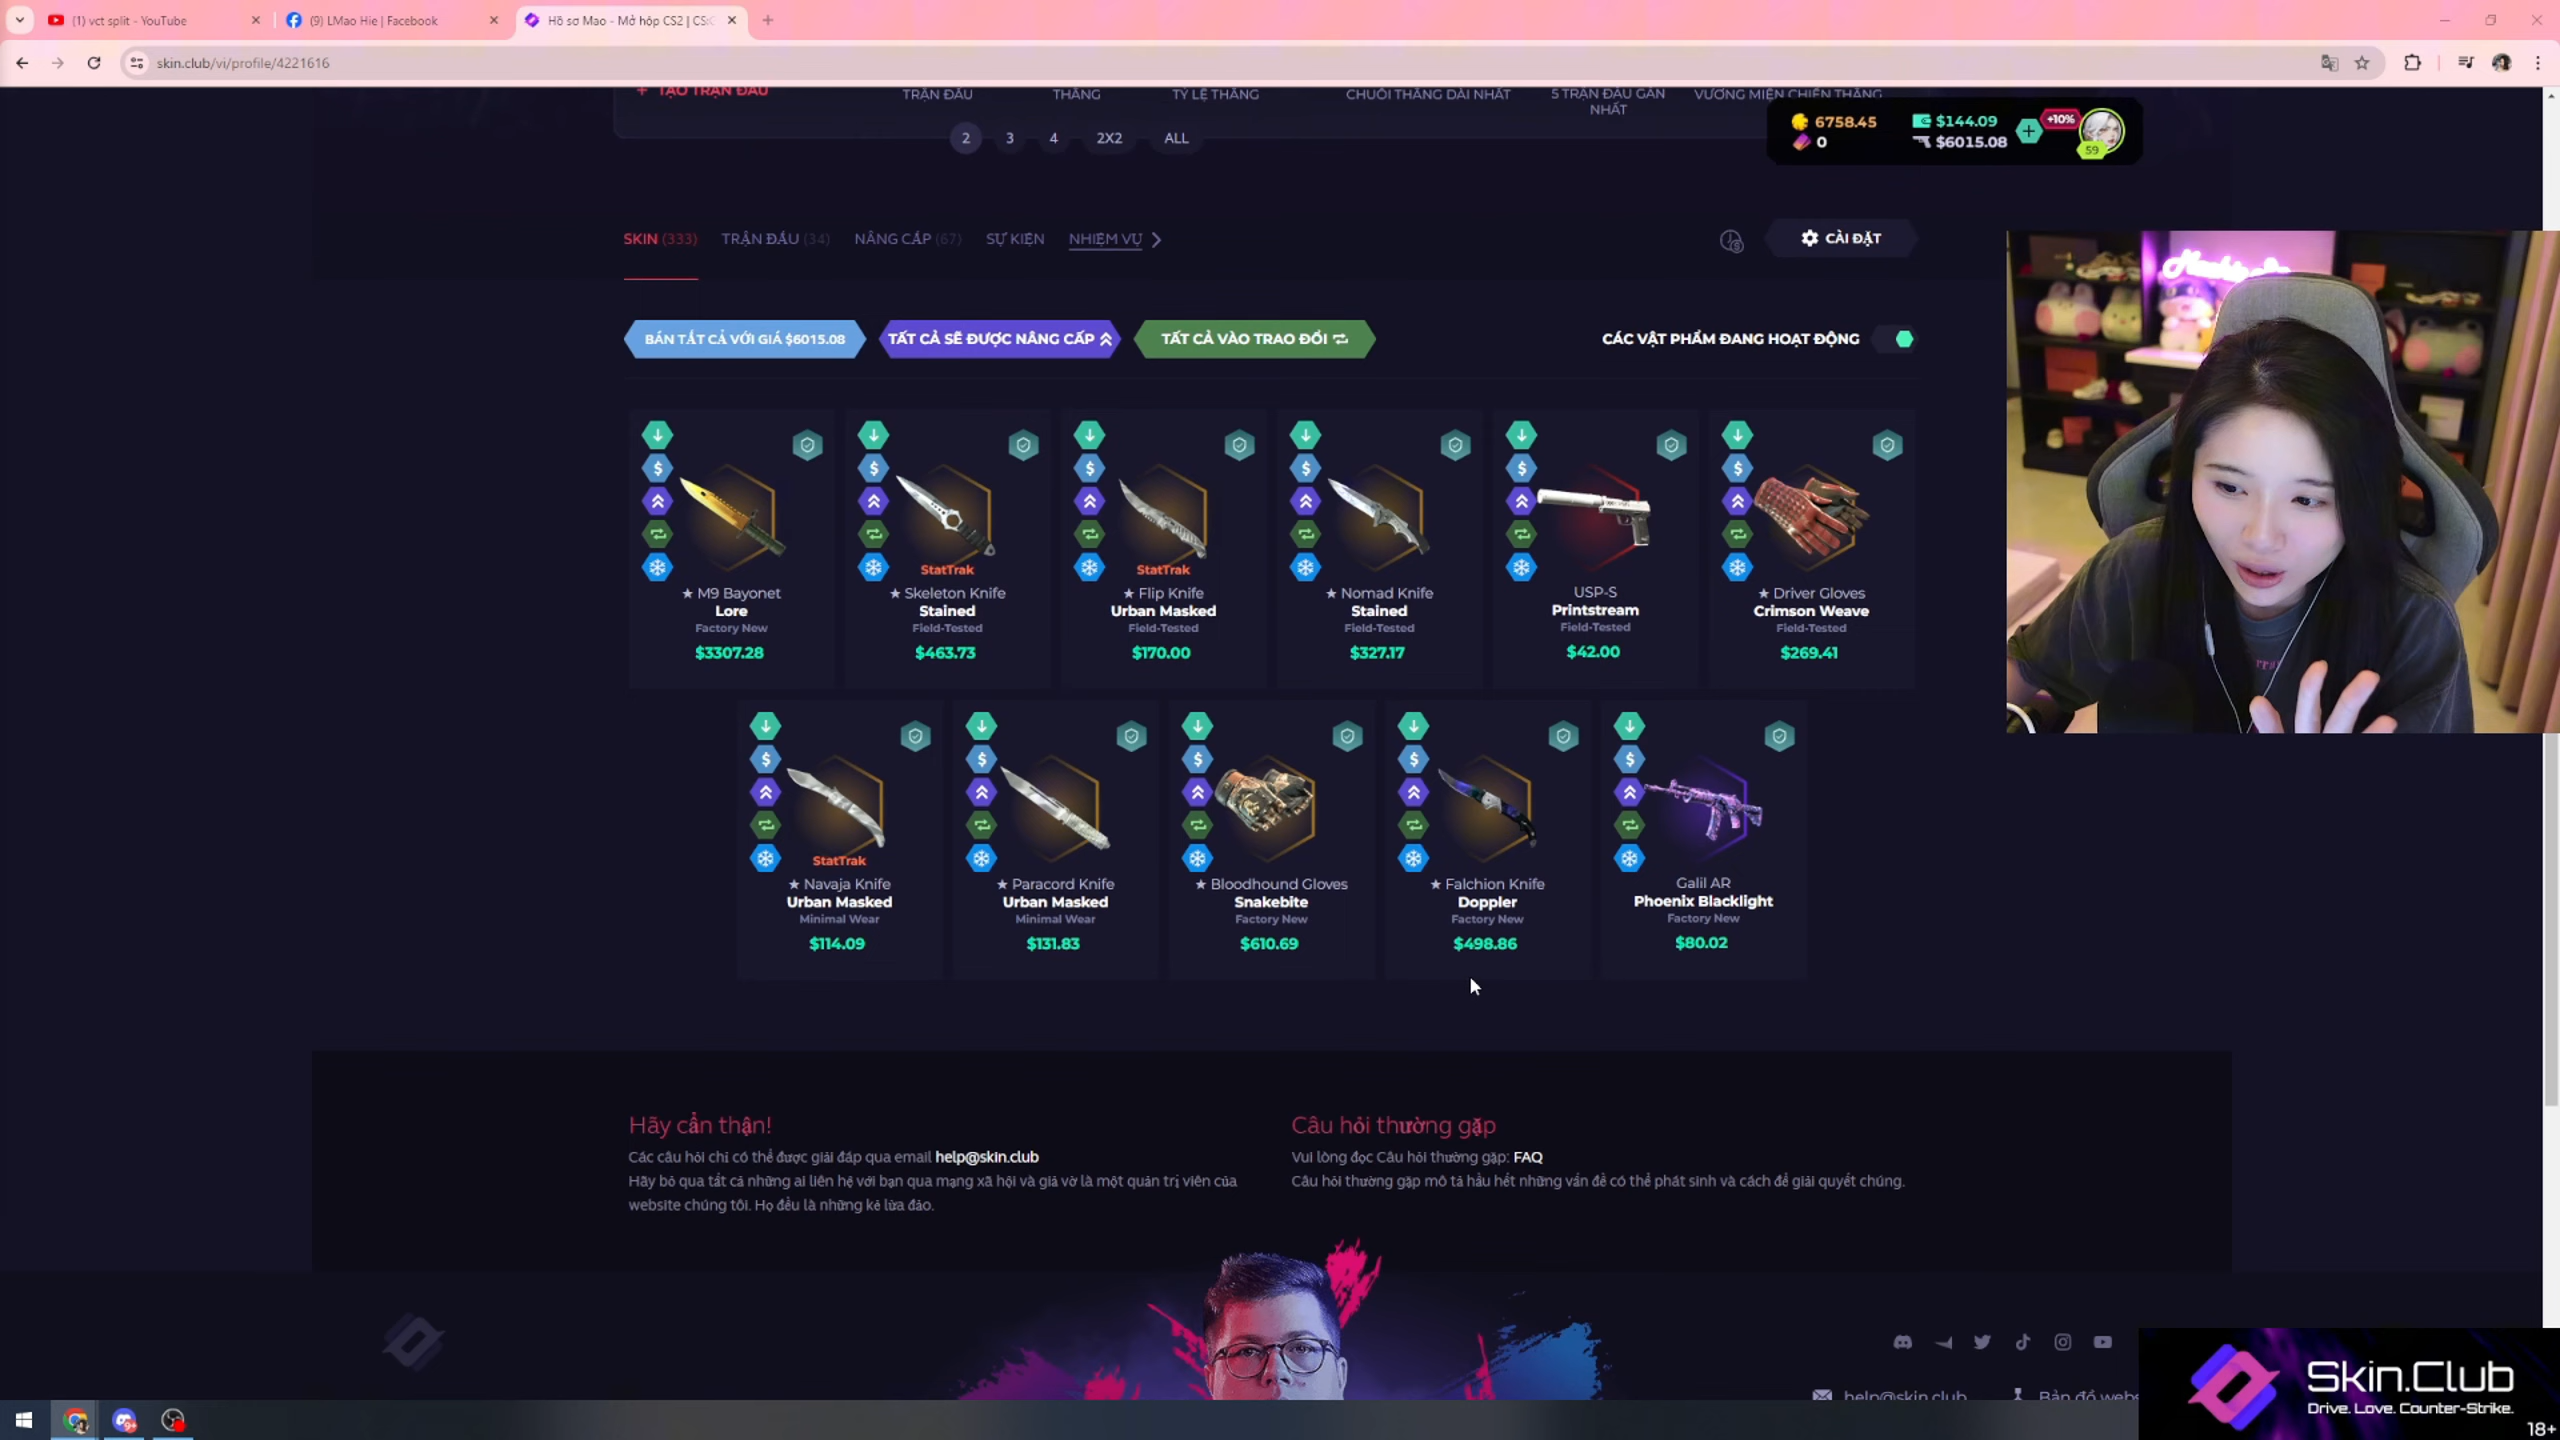 (1) vct split - YouTube
(9) LMao Hie | Facebook
Hồ sơ Mao - Mở hộp CS2 | CS:G
skin.club/vi/profile/4221616
+ TẠO TRẬN ĐẤU
TRẬN ĐẤU
THẮNG
TỶ LỆ THẮNG
CHUỖI THẮNG DÀI NHẤT
5 TRẬN ĐẤU GẦN NHẤT
VƯƠNG MIỆN CHIẾN THẮNG
2
3
4
2X2
ALL
6758.45
0
$144.09
$6015.08
+10%
59
SKIN (333)
TRẬN ĐẤU (34)
NÂNG CẤP (67)
SỰ KIỆN
NHIỆM VỤ
CÀI ĐẶT
BÁN TẤT CẢ VỚI GIÁ $6015.08
TẤT CẢ SẼ ĐƯỢC NÂNG CẤP
TẤT CẢ VÀO TRAO ĐỔI
CÁC VẬT PHẨM ĐANG HOẠT ĐỘNG
★ M9 Bayonet
Lore
Factory New
$3307.28
StatTrak
★ Skeleton Knife
Stained
Field-Tested
$463.73
StatTrak
★ Flip Knife
Urban Masked
Field-Tested
$170.00
★ Nomad Knife
Stained
Field-Tested
$327.17
USP-S
Printstream
Field-Tested
$42.00
★ Driver Gloves
Crimson Weave
Field-Tested
$269.41
StatTrak
★ Navaja Knife
Urban Masked
Minimal Wear
$114.09
★ Paracord Knife
Urban Masked
Minimal Wear
$131.83
★ Bloodhound Gloves
Snakebite
Factory New
$610.69
★ Falchion Knife
Doppler
Factory New
$498.86
Galil AR
Phoenix Blacklight
Factory New
$80.02
Hãy cẩn thận!
Các câu hỏi chỉ có thể được giải đáp qua email help@skin.club
Hãy bỏ qua tất cả những ai liên hệ với bạn qua mạng xã hội và giả vờ là một quản trị viên của
website chúng tôi. Họ đều là những kẻ lừa đảo.
Câu hỏi thường gặp
Vui lòng đọc Câu hỏi thường gặp: FAQ
Câu hỏi thường gặp mô tả hầu hết những vấn đề có thể phát sinh và cách để giải quyết chúng.
help@skin.club
Bản đồ webs
Skin.Club
Drive. Love. Counter-Strike.
18+